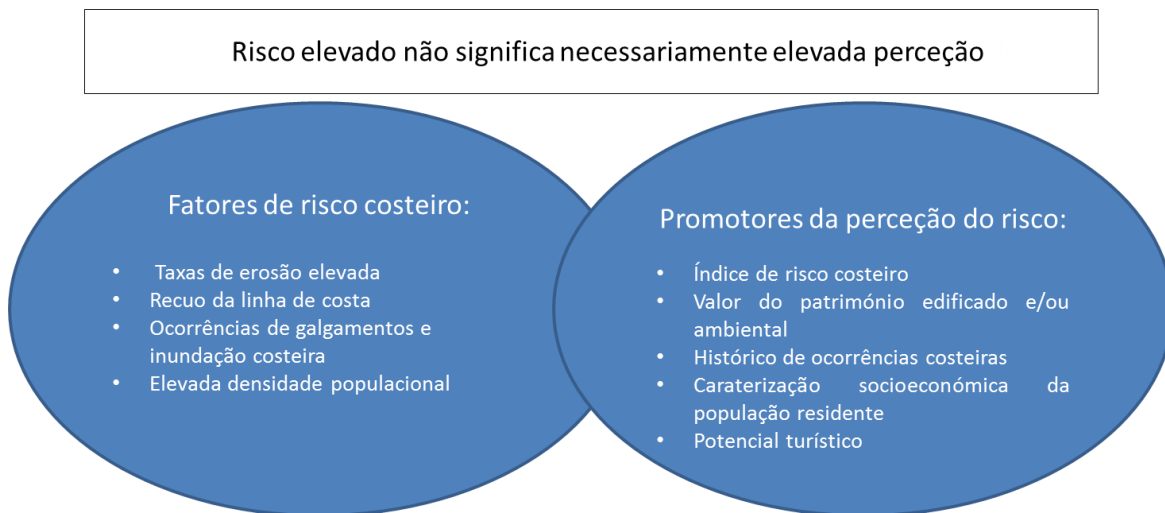 Risco elevado não significa necessariamente elevada perceção
Fatores de risco costeiro:
• Taxas de erosão elevada
• Recuo da linha de costa
• Ocorrências de galgamentos e
inundação costeira
• Elevada densidade populacional
Promotores da perceção do risco:
• Índice de risco costeiro
• Valor do património edificado e/ou
ambiental
• Histórico de ocorrências costeiras
• Caraterização socioeconómica da
população residente
• Potencial turístico